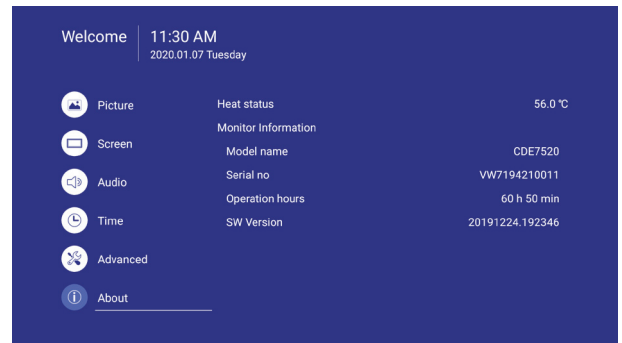 Welcome
11:30 AM
2020.01.07 Tuesday
Picture
Screen
Audio
Time
Advanced
About
Heat status 56.0 ℃
Monitor Information
Model name CDE7520
Serial no VW7194210011
Operation hours 60 h 50 min
SW Version 20191224.192346